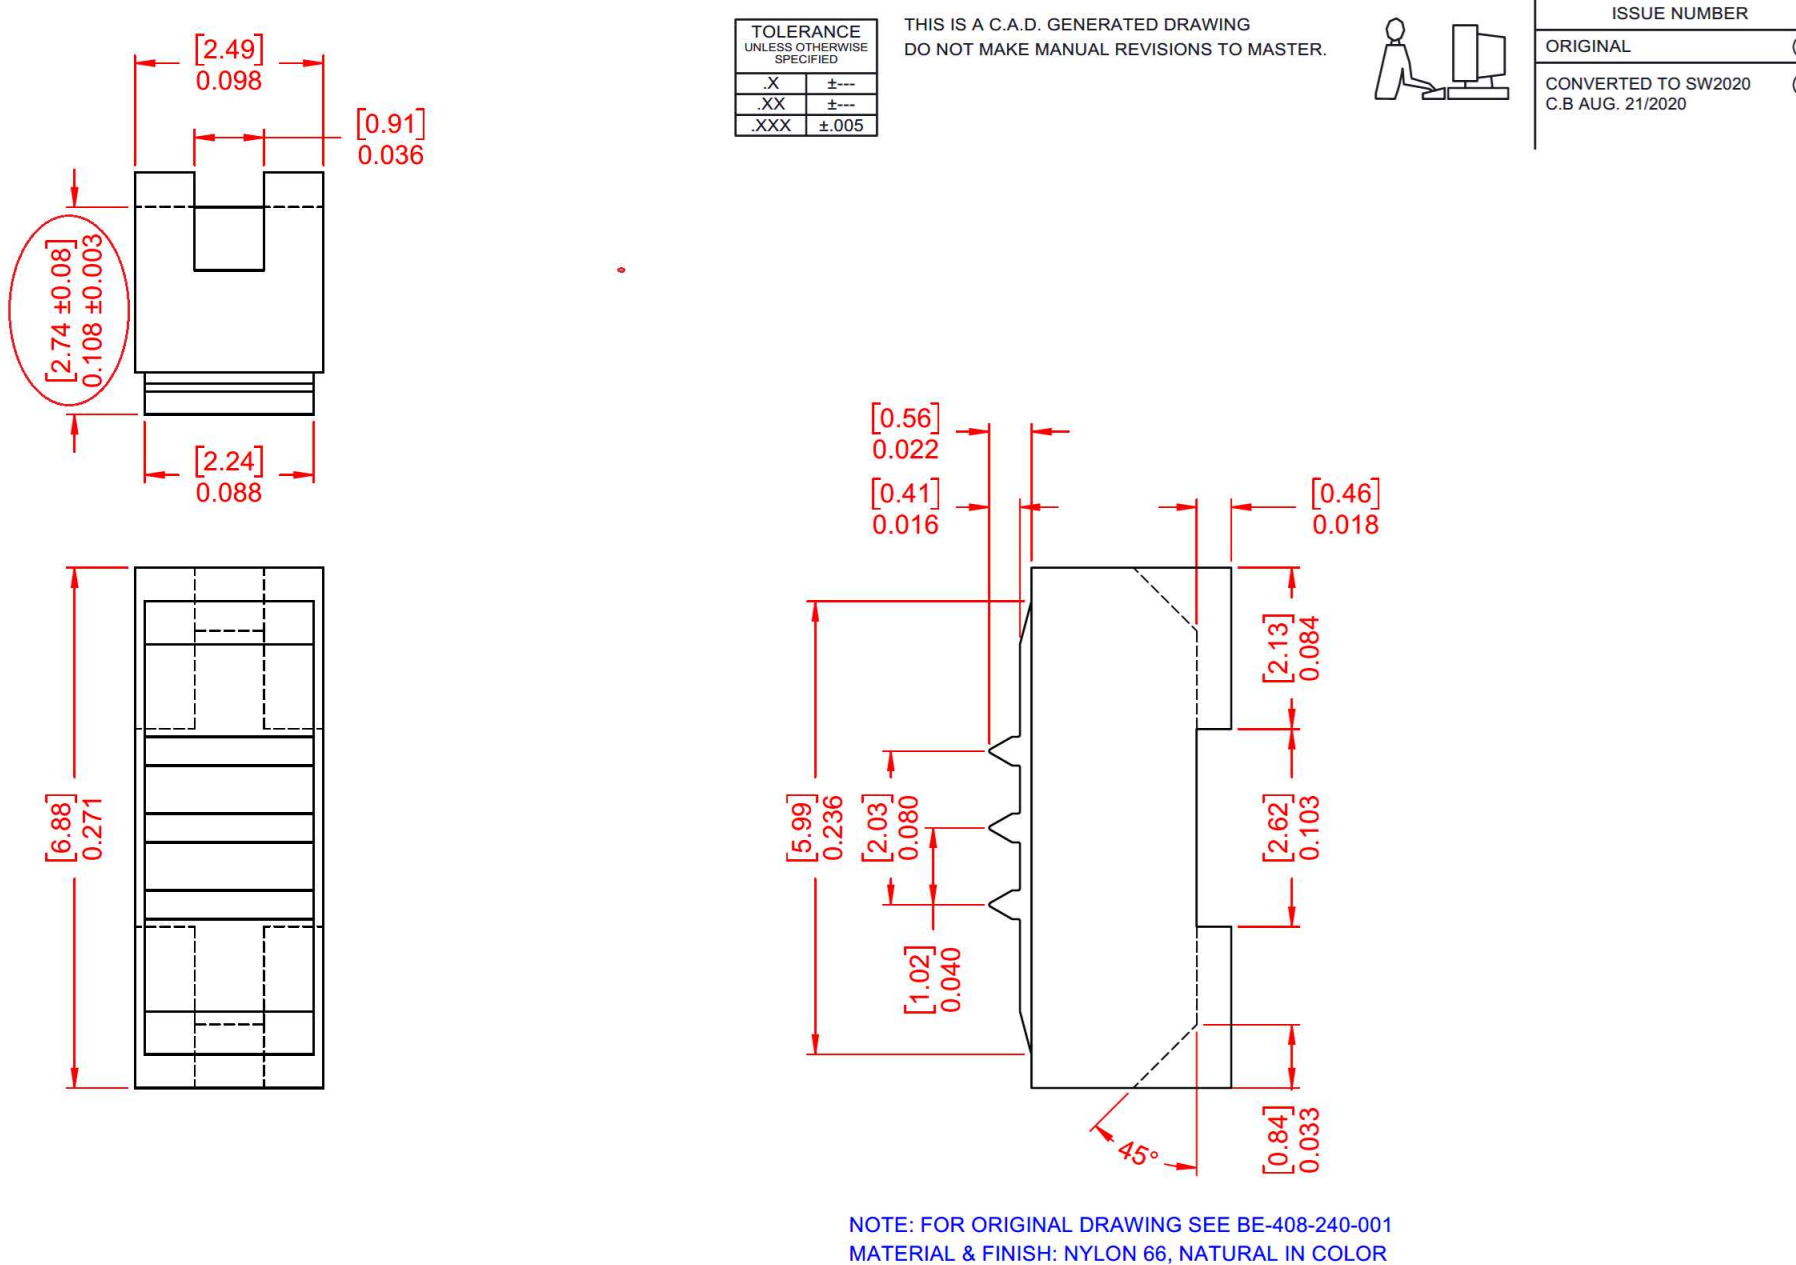 TOLERANCE
UNLESS OTHERWISE
SPECIFIED
.X ±---
.XX ±---
.XXX ±.005
THIS IS A C.A.D. GENERATED DRAWING
DO NOT MAKE MANUAL REVISIONS TO MASTER.
ISSUE NUMBER
ORIGINAL
CONVERTED TO SW2020
C.B AUG. 21/2020
[2.49]
0.098
[0.91]
0.036
[2.74 ±0.08]
0.108 ±0.003
[2.24]
0.088
[6.88]
0.271
[0.56]
0.022
[0.41]
0.016
[0.46]
0.018
[2.13]
0.084
[5.99]
0.236
[2.03]
0.080
[2.62]
0.103
[1.02]
0.040
[0.84]
0.033
45°
NOTE: FOR ORIGINAL DRAWING SEE BE-408-240-001
MATERIAL & FINISH: NYLON 66, NATURAL IN COLOR